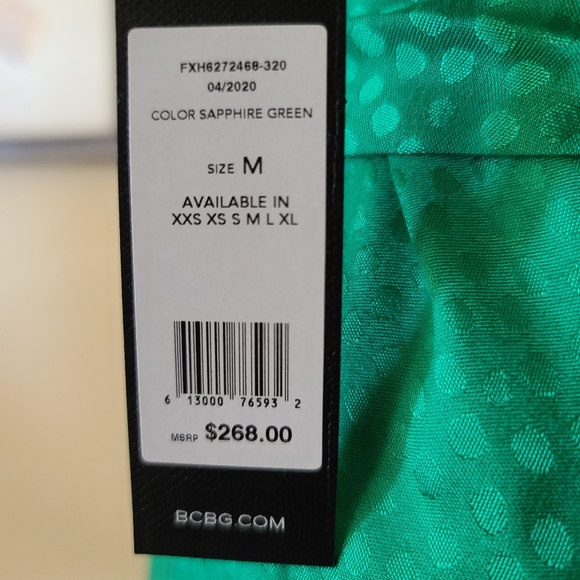 FXH6272468-320
04/2020
COLOR SAPPHIRE GREEN
SIZE M
AVAILABLE IN
XXS XS S M L XL
6 13000 76593 2
MSRP $268.00
BCBG.COM